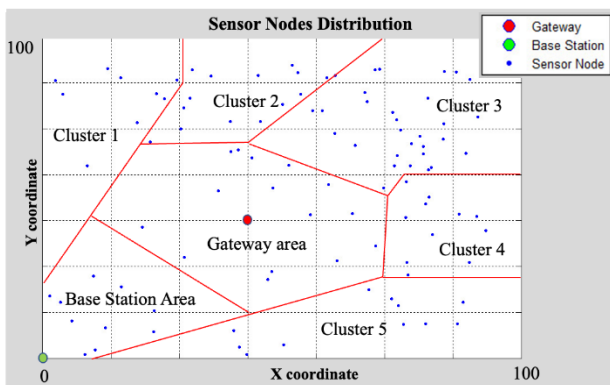 Sensor Nodes Distribution
Gateway
Base Station
Sensor Node
100
Cluster 2
Cluster 3
Cluster 1
Y coordinate
Gateway area
Cluster 4
Base Station Area
Cluster 5
0
X coordinate
100